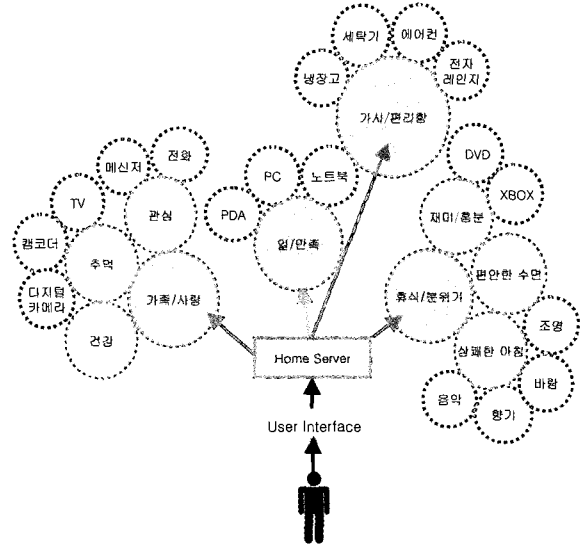 세탁기
에어컨
냉장고
전자
레인지
가사/편리함
메신저
전화
TV
관심
캠코더
추억
디지털
카메라
가족/사랑
건강
PC
노트북
PDA
일/만족
DVD
XBOX
재미/흥분
편안한 수면
휴식/분위기
상쾌한 아침
조명
바람
향기
음악
Home Server
User Interface